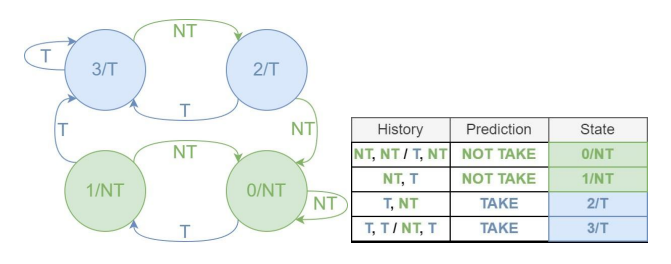 NT
T
3/T
2/T
T
T
NT
NT
1/NT
0/NT
NT
T
History Prediction State
NT, NT / T, NT NOT TAKE 0/NT
NT, T NOT TAKE 1/NT
T, NT TAKE 2/T
T, T / NT, T TAKE 3/T